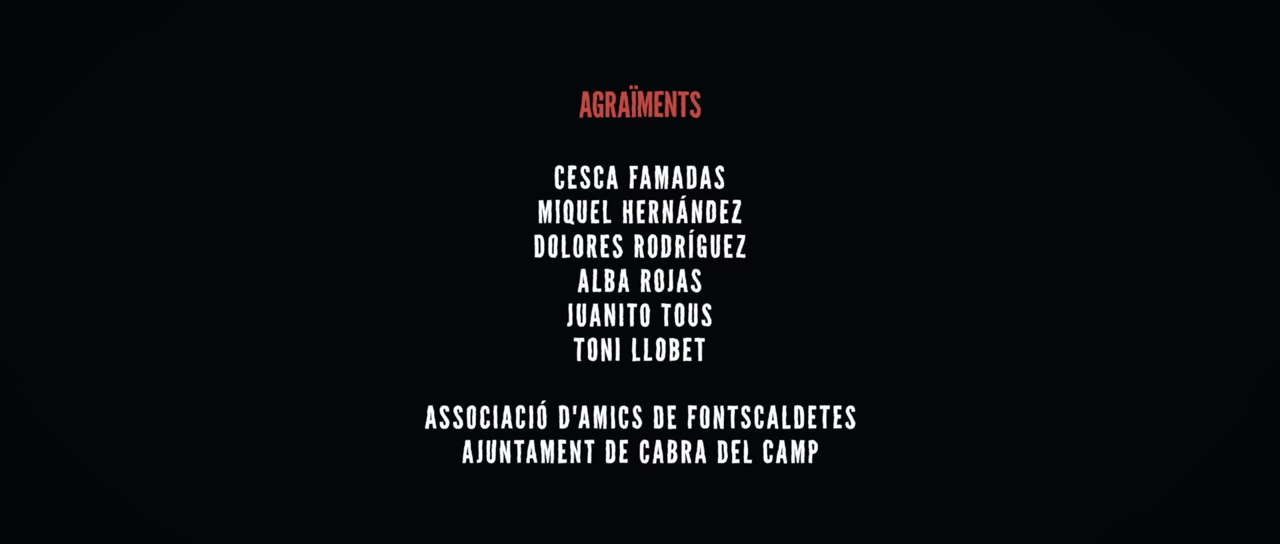 AGRAÏMENTS
CESCA FAMADAS
MIQUEL HERNÁNDEZ
DOLORES RODRÍGUEZ
ALBA ROJAS
JUANITO TOUS
TONI LLOBET
ASSOCIACIÓ D'AMICS DE FONTSCALDETES
AJUNTAMENT DE CABRA DEL CAMP